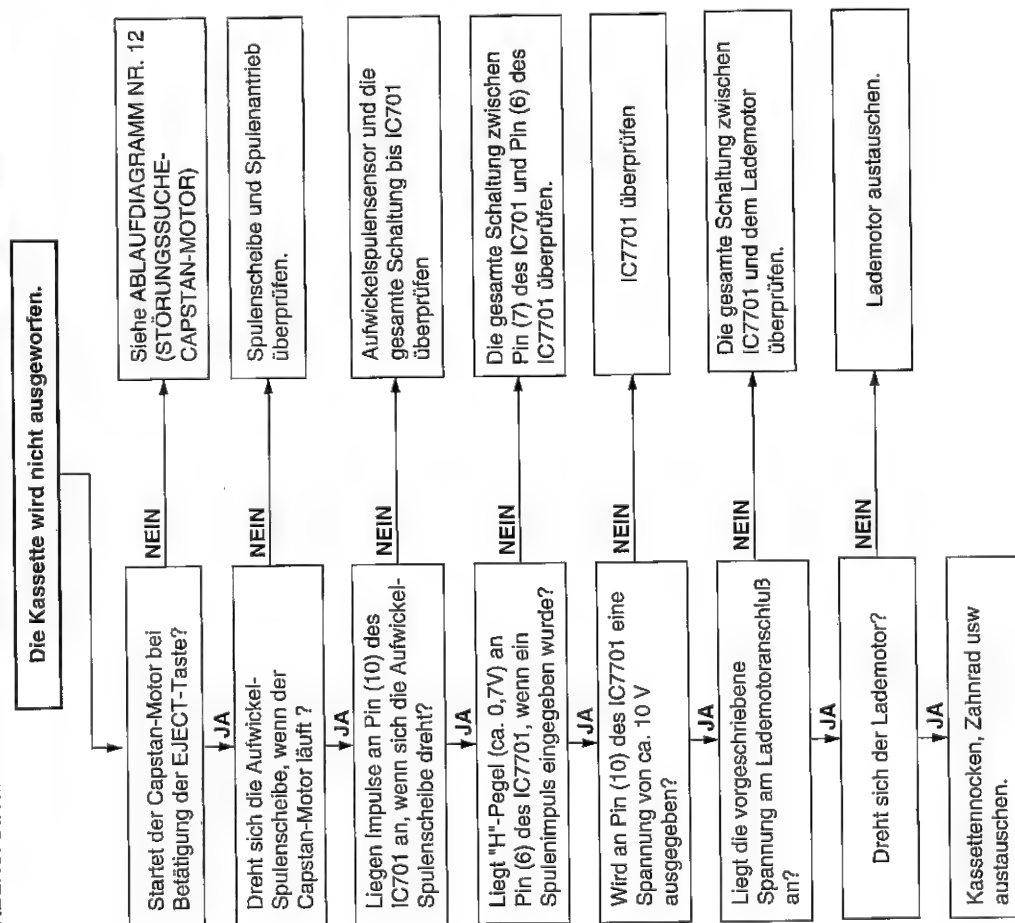 Die Kassette wird nicht ausgeworfen.
Startet der Capstan-Motor bei
Betätigung der EJECT-Taste?
NEIN
Siehe ABLAUFDIAGRAMM NR. 12
(STÖRUNGSSUCHE-
CAPSTAN-MOTOR)
JA
Dreht sich die Aufwickel-
Spulenscheibe, wenn der
Capstan-Motor läuft ?
NEIN
Spulenscheibe und Spulenantrieb
überprüfen.
JA
Liegen Impulse an Pin (10) des
IC701 an, wenn sich die Aufwickel-
Spulenscheibe dreht?
NEIN
Aufwickelspulensensor und die
gesamte Schaltung bis IC701
überprüfen
JA
Liegt "H"-Pegel (ca. 0,7V) an
Pin (6) des IC7701, wenn ein
Spulenimpuls eingegeben wurde?
NEIN
Die gesamte Schaltung zwischen
Pin (7) des IC701 und Pin (6) des
IC7701 überprüfen.
JA
Wird an Pin (10) des IC7701 eine
Spannung von ca. 10 V
ausgegeben?
NEIN
IC7701 überprüfen
JA
Liegt die vorgeschriebene
Spannung am Lademotoranschluß
an?
NEIN
Die gesamte Schaltung zwischen
IC7701 und dem Lademotor
überprüfen.
JA
Dreht sich der Lademotor?
NEIN
Lademotor austauschen.
JA
Kassettennocken, Zahnrad usw
austauschen.